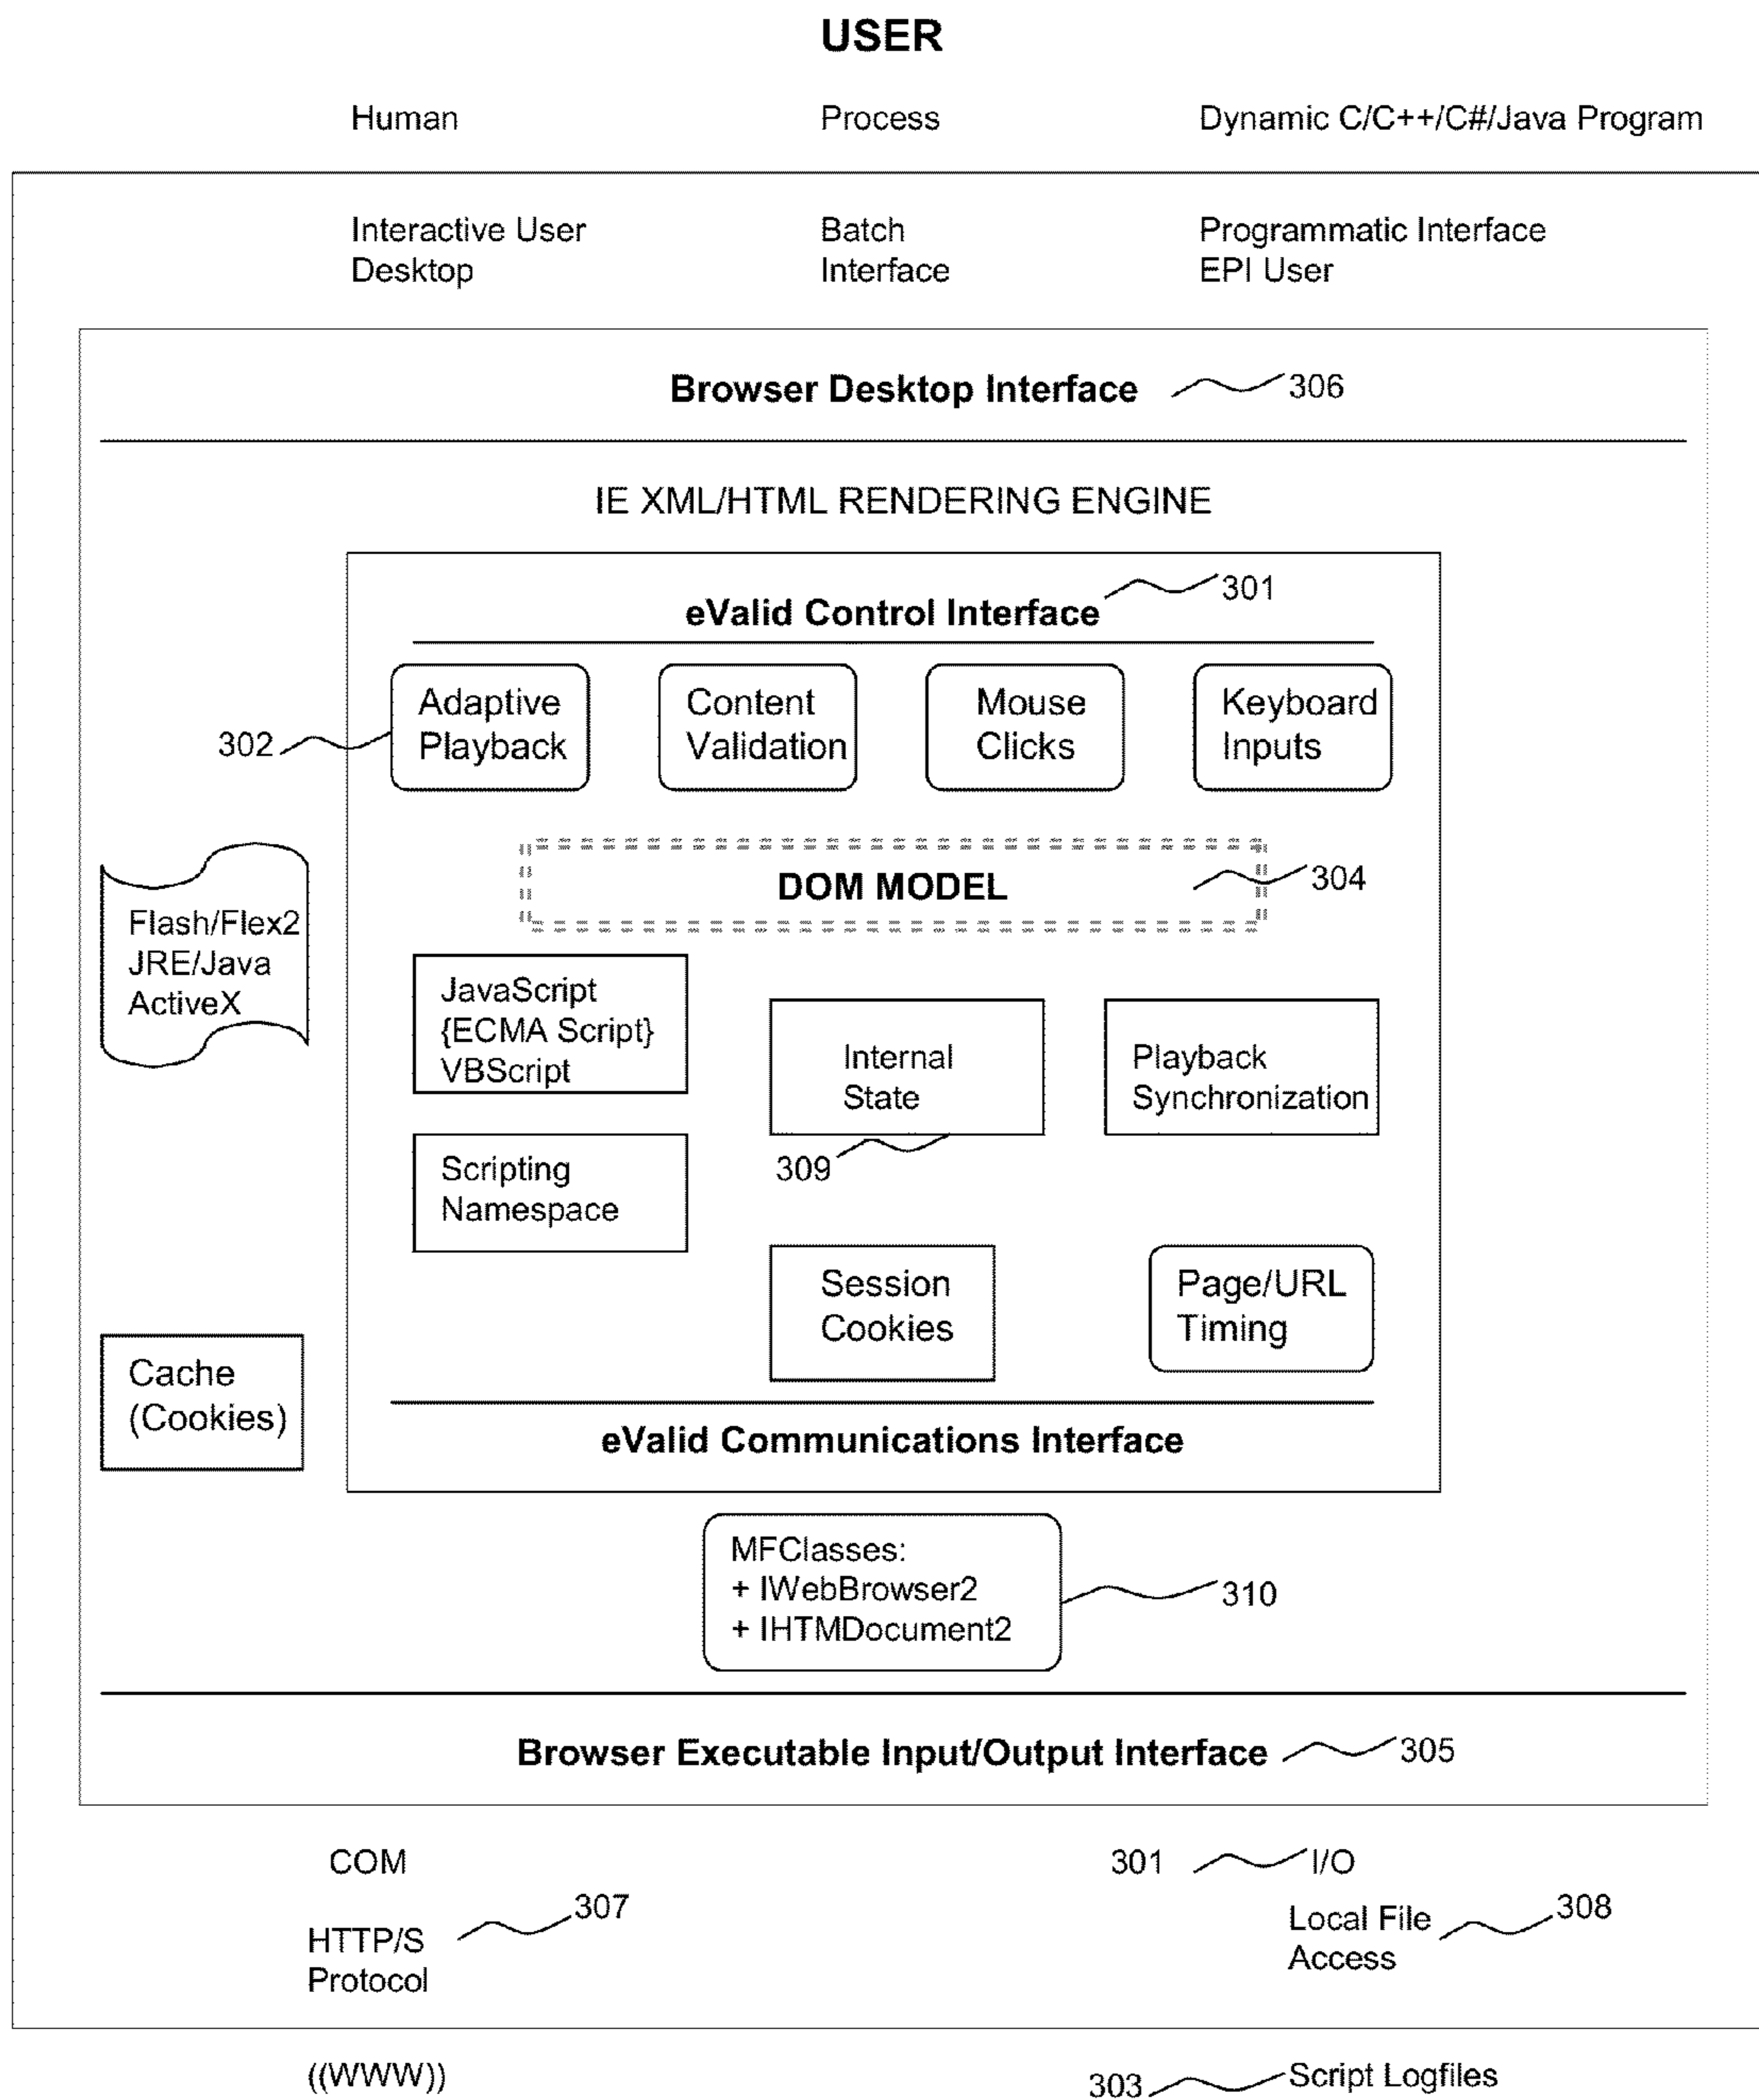 USER
Human
Process
Dynamic C/C++/C#/Java Program
Interactive User
Desktop
Batch
Interface
Programmatic Interface
EPI User
Browser Desktop Interface
306
IE XML/HTML RENDERING ENGINE
eValid Control Interface
301
302
Adaptive
Playback
Content
Validation
Mouse
Clicks
Keyboard
Inputs
DOM MODEL
304
Flash/Flex2
JRE/Java
ActiveX
JavaScript
{ECMA Script}
VBScript
Internal
State
309
Playback
Synchronization
Scripting
Namespace
Session
Cookies
Page/URL
Timing
Cache
(Cookies)
eValid Communications Interface
MFClasses:
+ IWebBrowser2
+ IHTMDocument2
310
Browser Executable Input/Output Interface
305
COM
301
I/O
HTTP/S
Protocol
307
Local File
Access
308
((WWW))
303
Script Logfiles